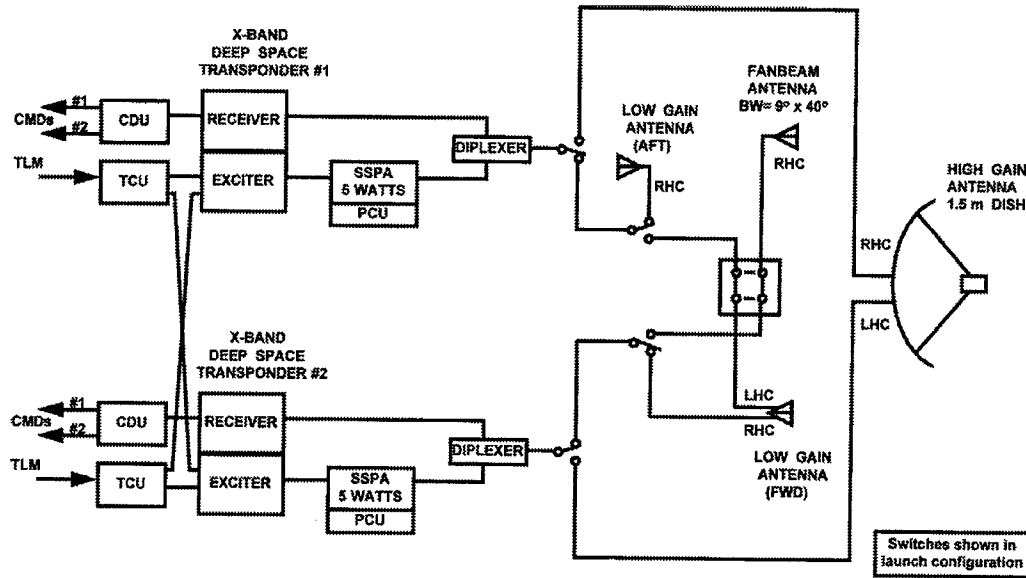 X-BAND
DEEP SPACE
TRANSPONDER #1
#1
CMDs
#2
CDU
RECEIVER
TLM
TCU
EXCITER
SSPA
5 WATTS
PCU
DIPLEXER
LOW GAIN
ANTENNA
(AFT)
RHC
FANBEAM
ANTENNA
BW= 9° x 40°
RHC
HIGH GAIN
ANTENNA
1.5 m DISH
RHC
LHC
X-BAND
DEEP SPACE
TRANSPONDER #2
#1
CMDs
#2
CDU
RECEIVER
TLM
TCU
EXCITER
SSPA
5 WATTS
PCU
DIPLEXER
LHC
RHC
LOW GAIN
ANTENNA
(FWD)
Switches shown in
launch configuration